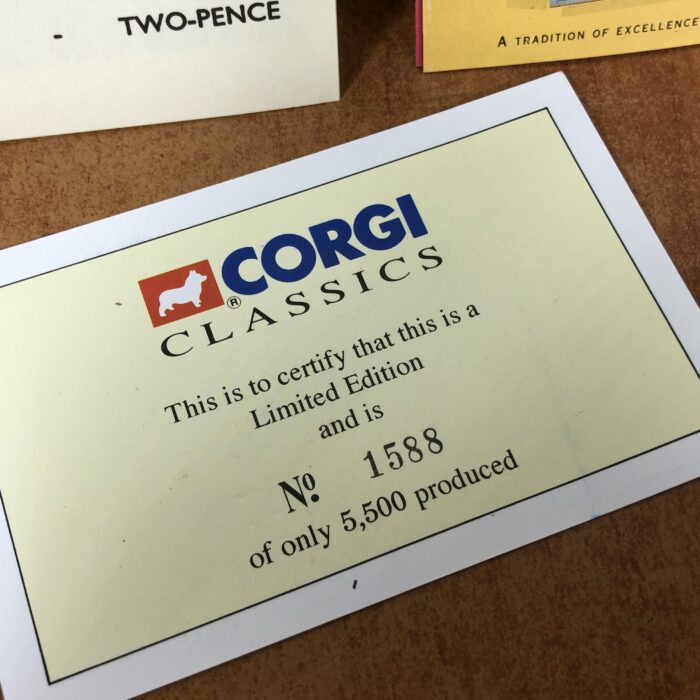 TWO-PENCE
A TRADITION OF EXCELLENCE
CORGI
®
CLASSICS
This is to certify that this is a
Limited Edition
and is
Nº. 1588
of only 5,500 produced